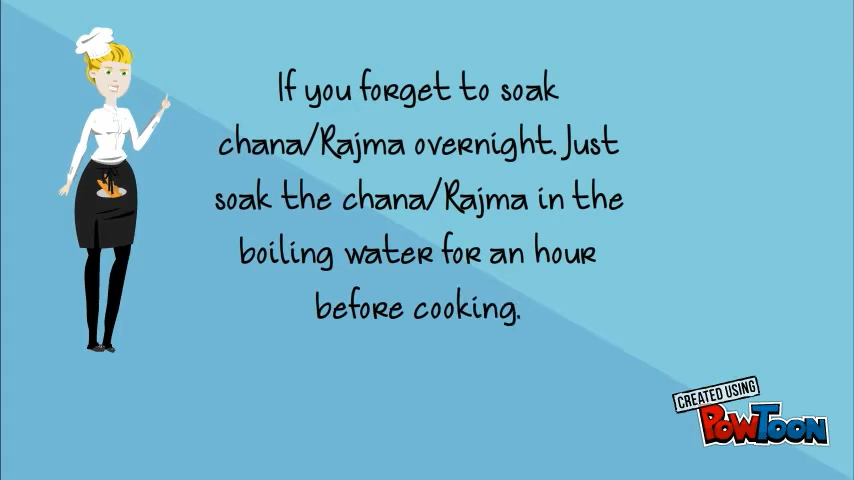 If you forget to soak
chana/Rajma overnight. Just
soak the chana/Rajma in the
boiling water for an hour
before cooking.
CREATED USING
POWTOON